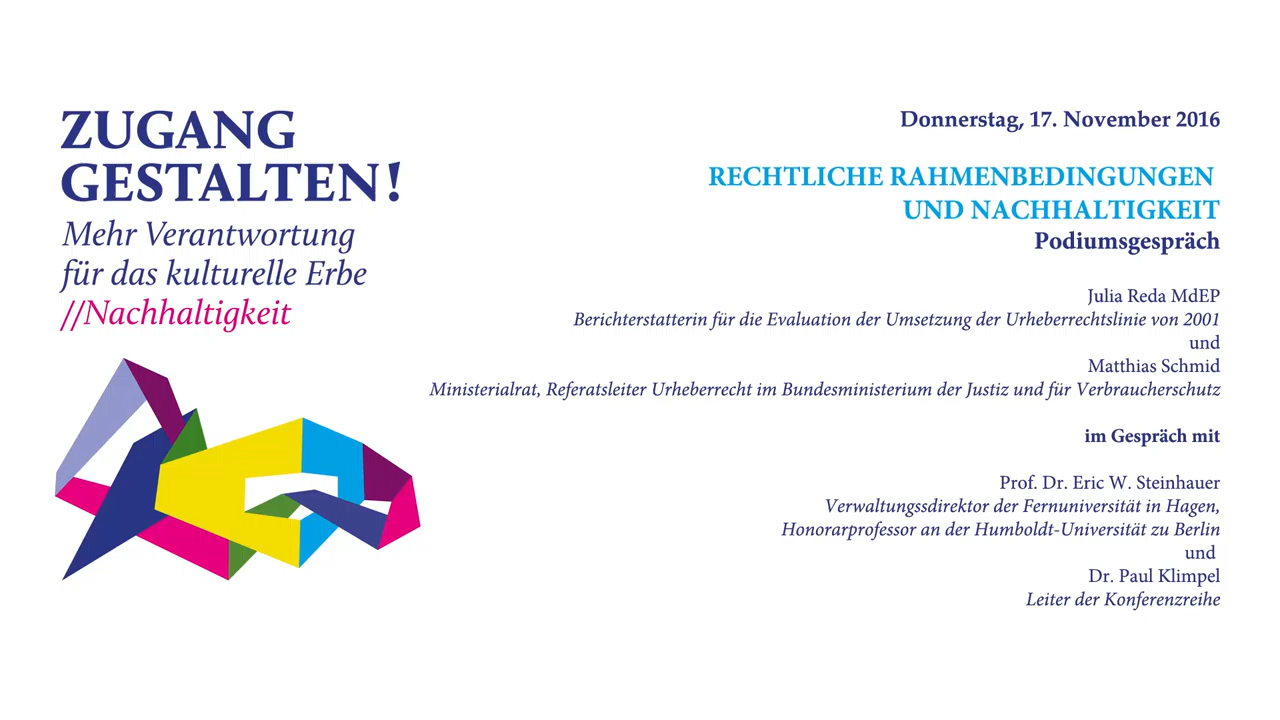 ZUGANG
GESTALTEN!
Mehr Verantwortung
für das kulturelle Erbe
//Nachhaltigkeit
Donnerstag, 17. November 2016
RECHTLICHE RAHMENBEDINGUNGEN
UND NACHHALTIGKEIT
Podiumsgespräch
Julia Reda MdEP
Berichterstatterin für die Evaluation der Umsetzung der Urheberrechtslinie von 2001
und
Matthias Schmid
Ministerialrat, Referatsleiter Urheberrecht im Bundesministerium der Justiz und für Verbraucherschutz
im Gespräch mit
Prof. Dr. Eric W. Steinhauer
Verwaltungssdirektor der Fernuniversität in Hagen,
Honorarprofessor an der Humboldt-Universität zu Berlin
und
Dr. Paul Klimpel
Leiter der Konferenzreihe